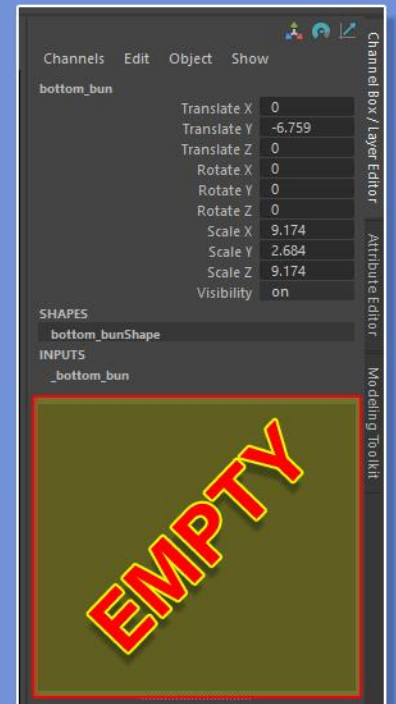 Channels Edit Object Show
bottom_bun
Translate X 0
Translate Y -6.759
Translate Z 0
Rotate X 0
Rotate Y 0
Rotate Z 0
Scale X 9.174
Scale Y 2.684
Scale Z 9.174
Visibility on
SHAPES
bottom_bunShape
INPUTS
_bottom_bun
EMPTY
Channel Box / Layer Editor
Attribute Editor
Modeling Toolkit